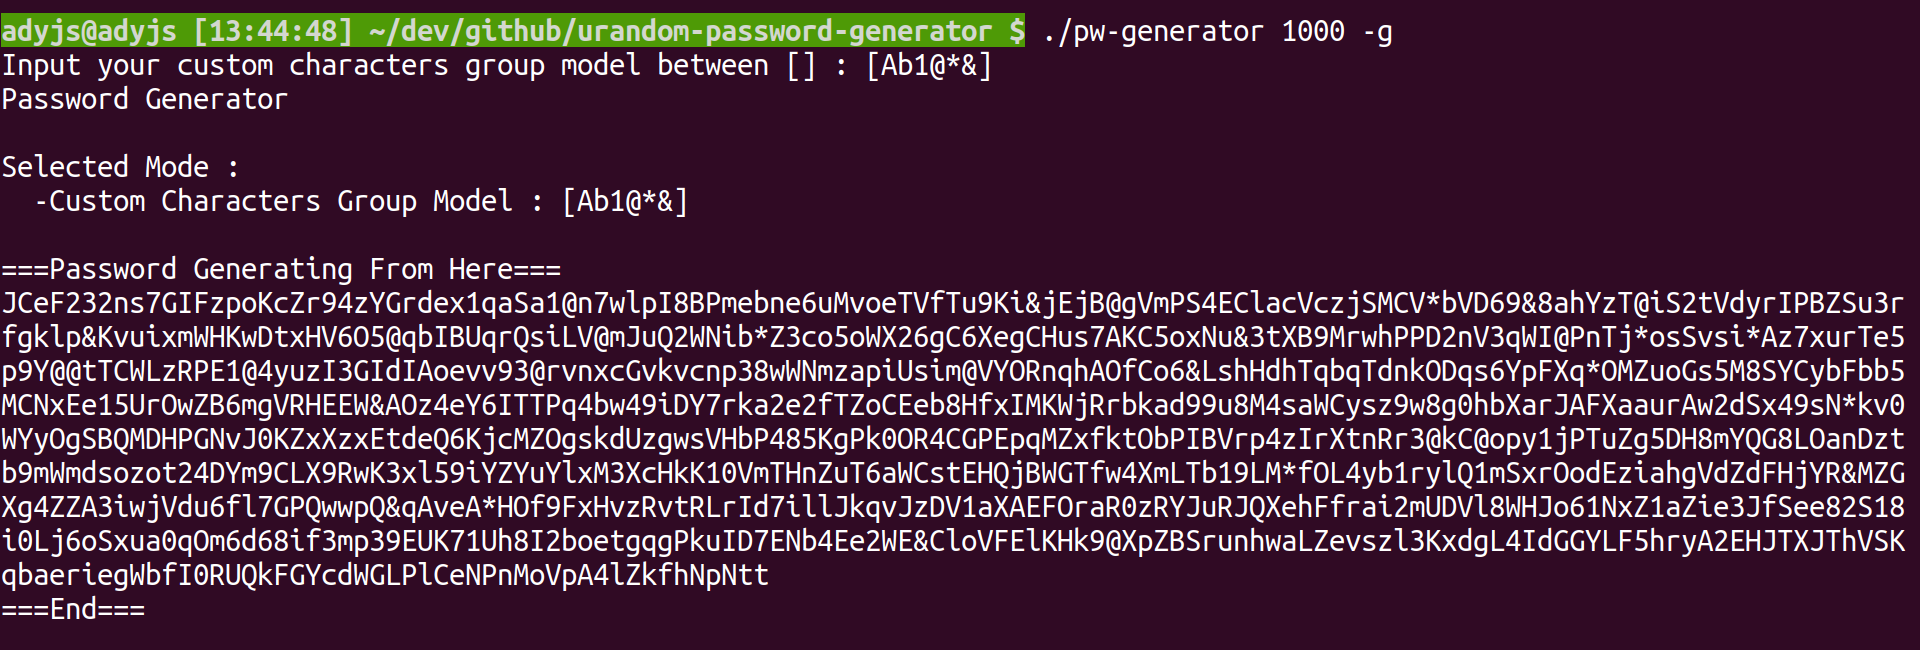 adyjs@adyjs [13:44:48] ~/dev/github/urandom-password-generator $ ./pw-generator 1000 -g
Input your custom characters group model between [] : [Ab1@*&]
Password Generator
Selected Mode :
-Custom Characters Group Model : [Ab1@*&]
===Password Generating From Here===
JCeF232ns7GIFzpoKcZr94zYGrdex1qaSa1@n7wlpI8BPmebne6uMvoeTVfTu9Ki&jEjB@gVmPS4EClacVczjSMCV*bVD69&8ahYzT@iS2tVdyrIPBZSu3r
fgklp&KvuixmWHKwDtxHV6O5@qbIBUqrQsiLV@mJuQ2WNib*Z3co5oWX26gC6XegCHus7AKC5oxNu&3tXB9MrwhPPD2nV3qWI@PnTj*osSvsi*Az7xurTe5
p9Y@@tTCWLzRPE1@4yuzI3GIdIAoevv93@rvnxcGvkvcnp38wWNmzapiUsim@VYORnqhAOfCo6&LshHdhTqbqTdnkODqs6YpFXq*OMZuoGs5M8SYCybFbb5
MCNxEe15UrOwZB6mgVRHEEW&AOz4eY6ITTPq4bw49iDY7rka2e2fTZoCEeb8HfxIMKWjRrbkad99u8M4saWCysz9w8g0hbXarJAFXaaurAw2dSx49sN*kv0
WYyOgSBQMDHPGNvJ0KZxXzxEtdeQ6KjcMZOgskdUzgwsVHbP485KgPk0OR4CGPEpqMZxfktObPIBVrp4zIrXtnRr3@kC@opy1jPTuZg5DH8mYQG8LOanDzt
b9mWmdsozot24DYm9CLX9RwK3xl59iYZYuYlxM3XcHkK10VmTHnZuT6aWCstEHQjBWGTfw4XmLTb19LM*fOL4yb1rylQ1mSxrOodEziahgVdZdFHjYR&MZG
Xg4ZZA3iwjVdu6fl7GPQwwpQ&qAveA*HOf9FxHvzRvtRLrId7illJkqvJzDV1aXAEFOraR0zRYJuRJQXehFfrai2mUDVl8WHJo61NxZ1aZie3JfSee82S18
i0Lj6oSxua0qOm6d68if3mp39EUK71Uh8I2boetgqgPkuID7ENb4Ee2WE&CloVFElKHk9@XpZBSrunhwaLZevszl3KxdgL4IdGGYLF5hryA2EHJTXJThVSK
qbaeriegWbfI0RUQkFGYcdWGLPlCeNPnMoVpA4lZkfhNpNtt
===End===